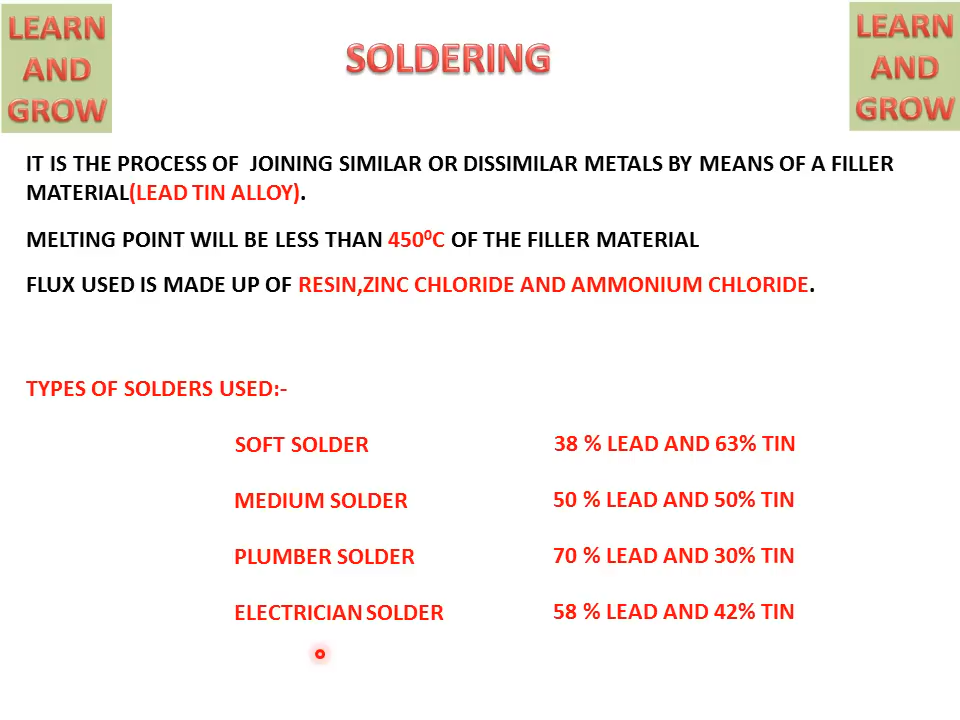 LEARN
AND
GROW
SOLDERING
LEARN
AND
GROW
IT IS THE PROCESS OF JOINING SIMILAR OR DISSIMILAR METALS BY MEANS OF A FILLER
MATERIAL(LEAD TIN ALLOY).
MELTING POINT WILL BE LESS THAN 450⁰C OF THE FILLER MATERIAL
FLUX USED IS MADE UP OF RESIN,ZINC CHLORIDE AND AMMONIUM CHLORIDE.
TYPES OF SOLDERS USED:-
SOFT SOLDER 38 % LEAD AND 63% TIN
MEDIUM SOLDER 50 % LEAD AND 50% TIN
PLUMBER SOLDER 70 % LEAD AND 30% TIN
ELECTRICIAN SOLDER 58 % LEAD AND 42% TIN